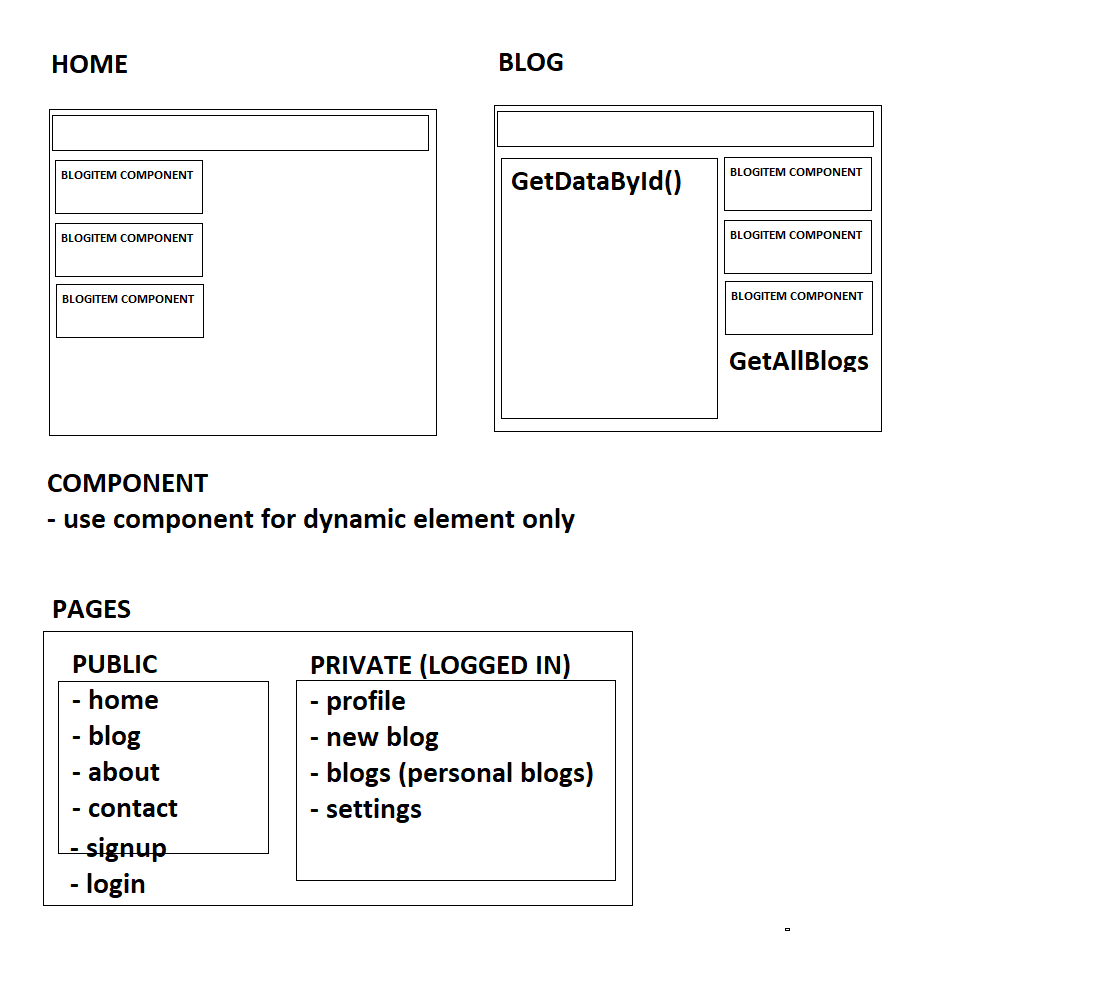 HOME
BLOGITEM COMPONENT
BLOGITEM COMPONENT
BLOGITEM COMPONENT
BLOG
GetDataById()
BLOGITEM COMPONENT
BLOGITEM COMPONENT
BLOGITEM COMPONENT
GetAllBlogs
COMPONENT
- use component for dynamic element only
PAGES
PUBLIC
- home
- blog
- about
- contact
- signup
- login
PRIVATE (LOGGED IN)
- profile
- new blog
- blogs (personal blogs)
- settings